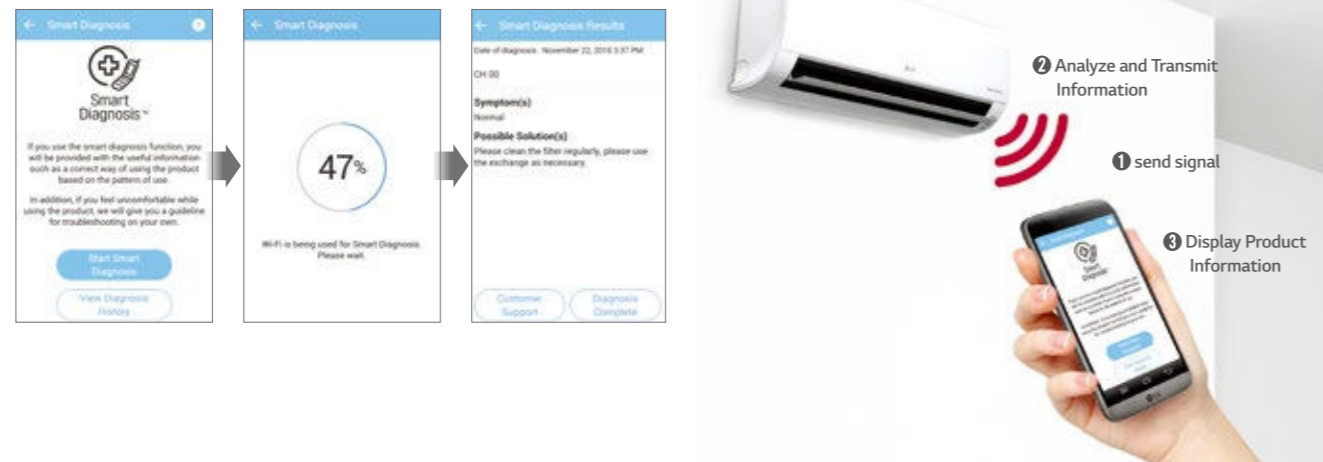 Smart Diagnosis
Smart
Diagnosis™
If you use the smart diagnosis function, you
will be provided with the useful information
such as a correct way of using the product
based on the pattern of use.
In addition, if you feel uncomfortable while
using the product, we will give you a guideline
for troubleshooting on your own.
Start Smart
Diagnosis
View Diagnosis
History
Smart Diagnosis
47%
Wi-Fi is being used for Smart Diagnosis.
Please wait.
Smart Diagnosis Results
Date of diagnosis : November 22, 2016 5:37 PM
CH 00
Symptom(s)
Normal
Possible Solution(s)
Please clean the filter regularly, please use
the exchange as necessary.
Customer
Support
Diagnosis
Complete
LG
❷ Analyze and Transmit
Information
❶ send signal
❸ Display Product
Information
Smart
Diagnosis
LG